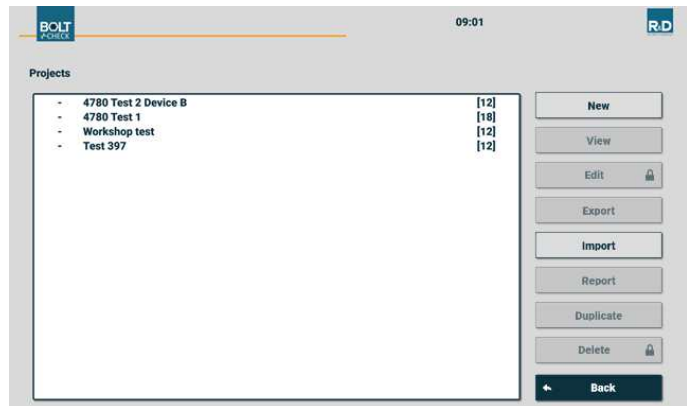 BOLT
CHECK
09:01
R&D
Projects
- 4780 Test 2 Device B [12]
- 4780 Test 1 [18]
- Workshop test [12]
- Test 397 [12]
New
View
Edit
Export
Import
Report
Duplicate
Delete
Back